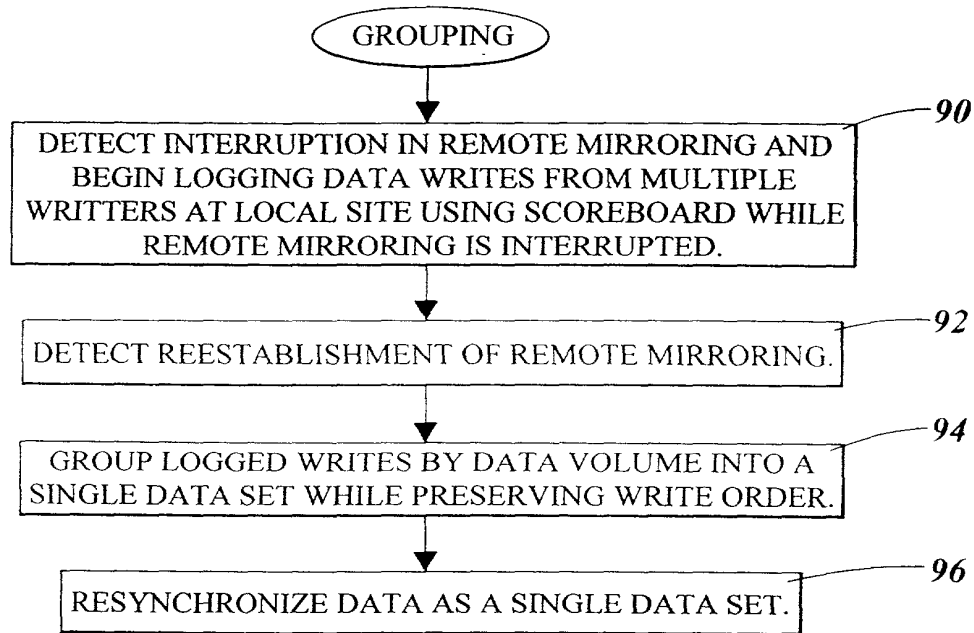 GROUPING
90
DETECT INTERRUPTION IN REMOTE MIRRORING AND
BEGIN LOGGING DATA WRITES FROM MULTIPLE
WRITTERS AT LOCAL SITE USING SCOREBOARD WHILE
REMOTE MIRRORING IS INTERRUPTED.
92
DETECT REESTABLISHMENT OF REMOTE MIRRORING.
94
GROUP LOGGED WRITES BY DATA VOLUME INTO A
SINGLE DATA SET WHILE PRESERVING WRITE ORDER.
96
RESYNCHRONIZE DATA AS A SINGLE DATA SET.